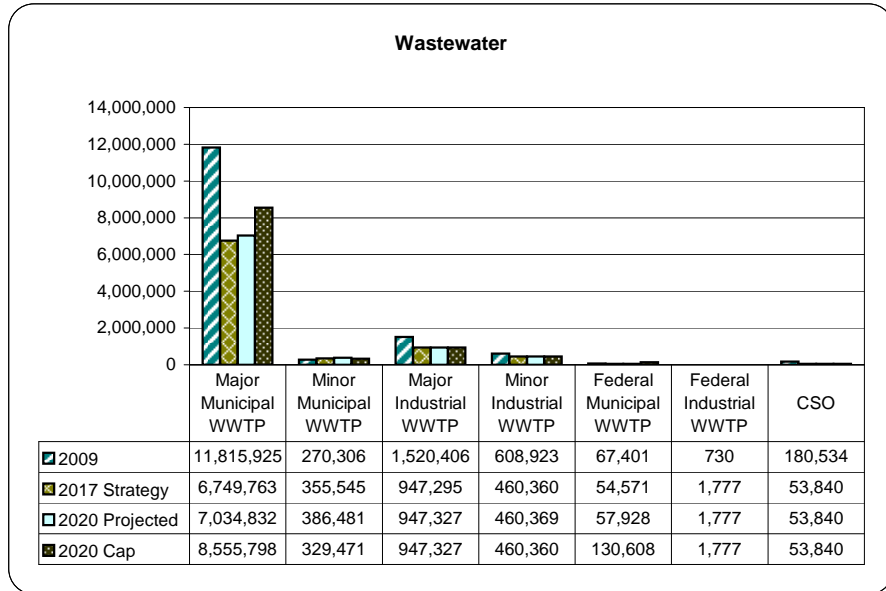 Wastewater
14,000,000
12,000,000
10,000,000
8,000,000
6,000,000
4,000,000
2,000,000
0
Major Municipal WWTP
Minor Municipal WWTP
Major Industrial WWTP
Minor Industrial WWTP
Federal Municipal WWTP
Federal Industrial WWTP
CSO
2009 11,815,925 270,306 1,520,406 608,923 67,401 730 180,534
2017 Strategy 6,749,763 355,545 947,295 460,360 54,571 1,777 53,840
2020 Projected 7,034,832 386,481 947,327 460,369 57,928 1,777 53,840
2020 Cap 8,555,798 329,471 947,327 460,360 130,608 1,777 53,840